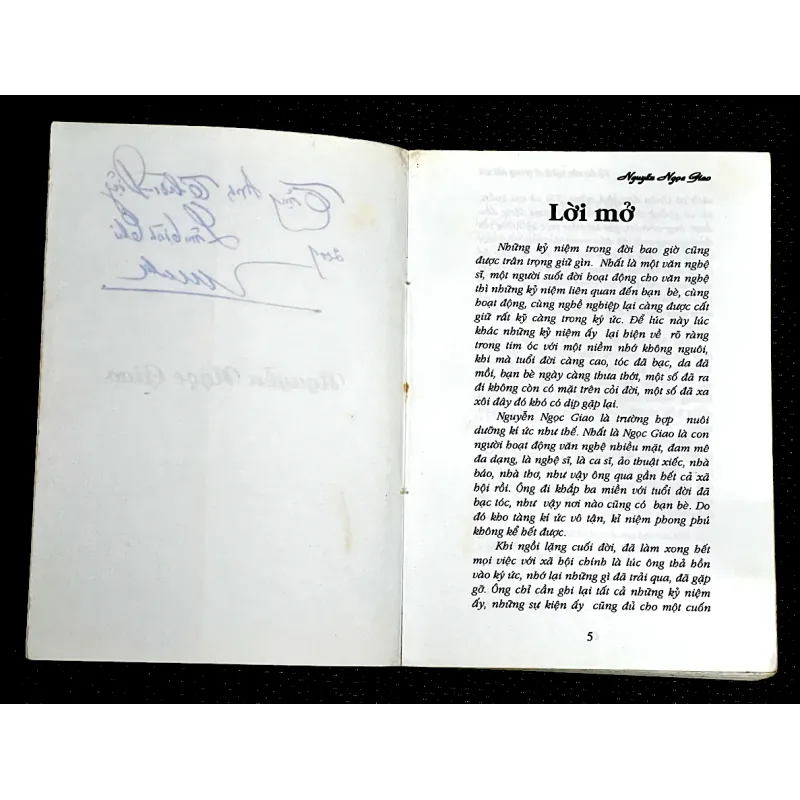 Nguyễn Ngọc Giao
Nguyễn Ngọc Giao
Lời mở
Những kỷ niệm trong đời bao giờ cũng
được trân trọng giữ gìn. Nhất là một văn nghệ
sĩ, một người suốt đời hoạt động cho văn nghệ
thì những kỷ niệm liên quan đến bạn bè, cùng
hoạt động, cùng nghề nghiệp lại càng được cất
giữ rất kỹ càng trong ký ức. Để lúc này lúc
khác những kỷ niệm ấy lại hiện về rõ ràng
trong tim óc với một niềm nhớ không nguôi,
khi mà tuổi đời càng cao, tóc đã bạc, da đã
mồi, bạn bè ngày càng thưa thớt, một số đã ra
đi không còn có mặt trên cỏi đời, một số đã xa
xôi đây đó khó có dịp gặp lại.
Nguyễn Ngọc Giao là trường hợp nuôi
dưỡng kí ức như thế. Nhất là Ngọc Giao là con
người hoạt động văn nghệ nhiều mặt, đam mê
đa dạng, là nghệ sĩ, là ca sĩ, ảo thuật xiếc, nhà
báo, nhà thơ, như vậy ông qua gần hết cả xã
hội rồi. Ông đi khắp ba miền với tuổi đời đã
bạc tóc, như vậy nơi nào cũng có bạn bè. Do
đó kho tàng kí ức vô tận, kỉ niệm phong phú
không kể hết được.
Khi ngồi lặng cuối đời, đã làm xong hết
mọi việc với xã hội chính là lúc ông thả hồn
vào ký ức, nhớ lại những gì đã trải qua, đã gặp
gỡ. Ông chỉ cần ghi lại tất cả những kỷ niệm
ấy, những sự kiện ấy cũng đủ cho một cuốn
5